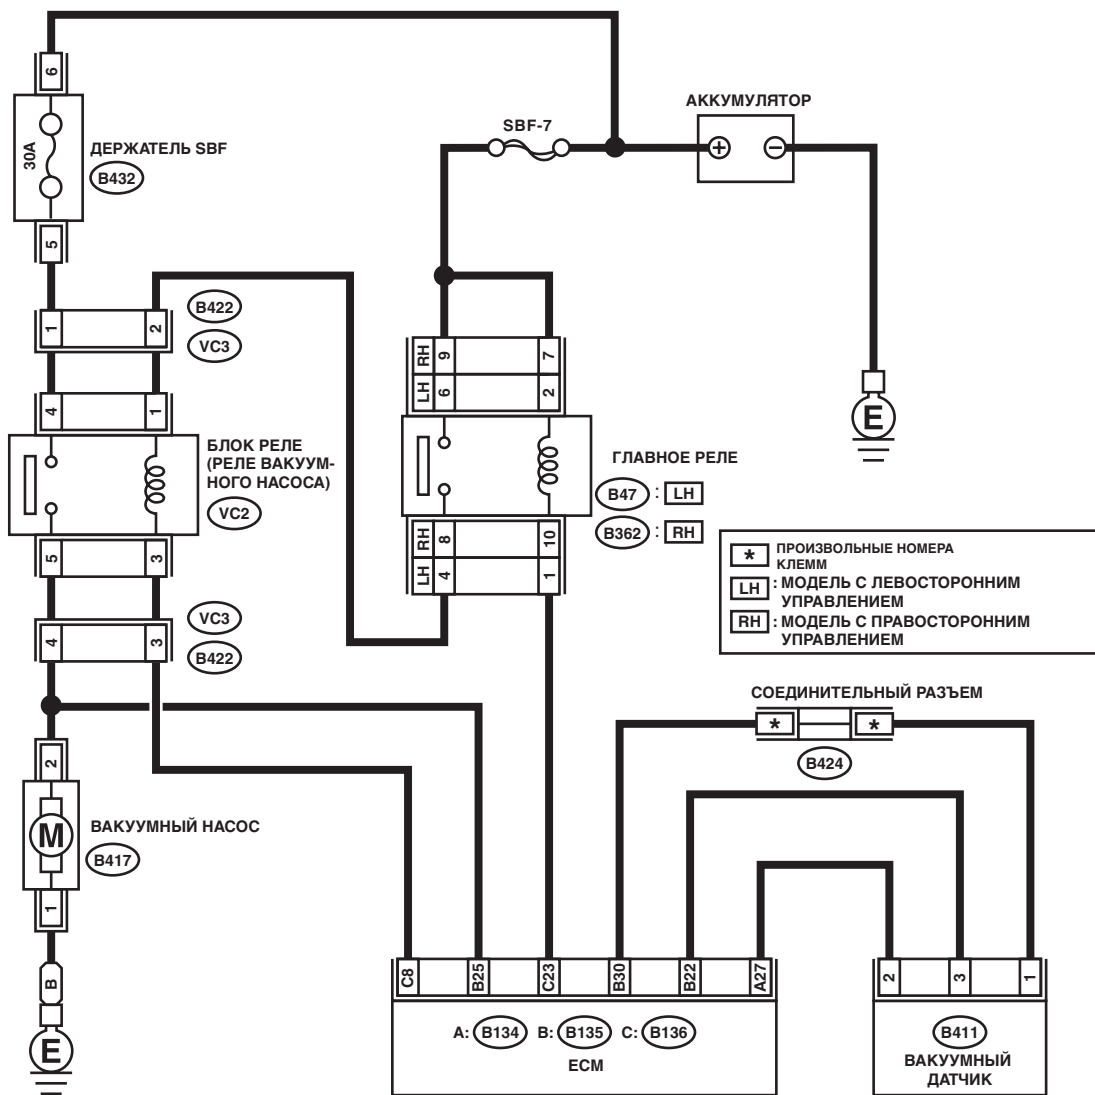 6
АККУМУЛЯТОР
SBF-7
+ −
30A
ДЕРЖАТЕЛЬ SBF
B432
5
1 2
B422
VC3
RH 9 7
LH 6 2
4 1
E
БЛОК РЕЛЕ
(РЕЛЕ ВАКУУМ-
НОГО НАСОСА)
VC2
ГЛАВНОЕ РЕЛЕ
B47 : LH
B362 : RH
RH 8 10
LH 4 1
5 3
* ПРОИЗВОЛЬНЫЕ НОМЕРА
КЛЕММ
LH : МОДЕЛЬ С ЛЕВОСТОРОННИМ
УПРАВЛЕНИЕМ
RH : МОДЕЛЬ С ПРАВОСТОРОННИМ
УПРАВЛЕНИЕМ
VC3
4 3
B422
СОЕДИНИТЕЛЬНЫЙ РАЗЪЕМ
* *
B424
2
M
ВАКУУМНЫЙ НАСОС
B417
1
B
E
C8 B25 C23 B30 B22 A27
A: B134 B: B135 C: B136
ECM
2 3 1
B411
ВАКУУМНЫЙ
ДАТЧИК